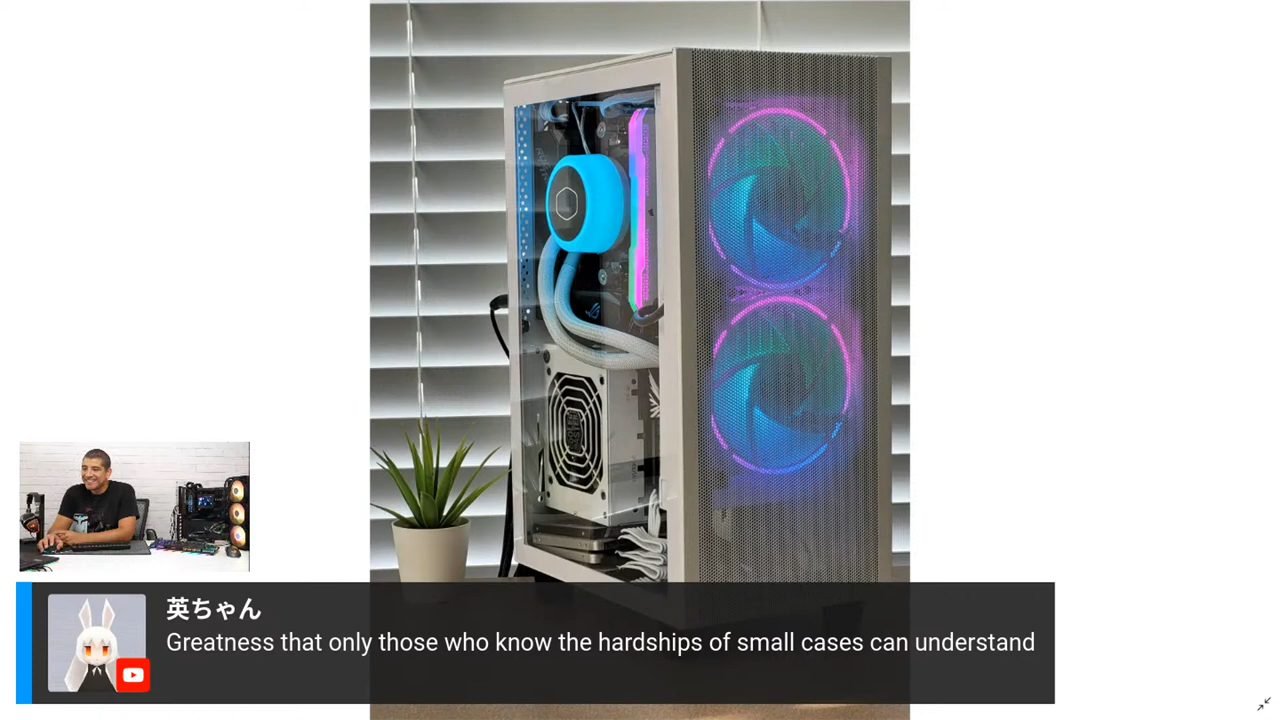 英ちゃん
Greatness that only those who know the hardships of small cases can understand